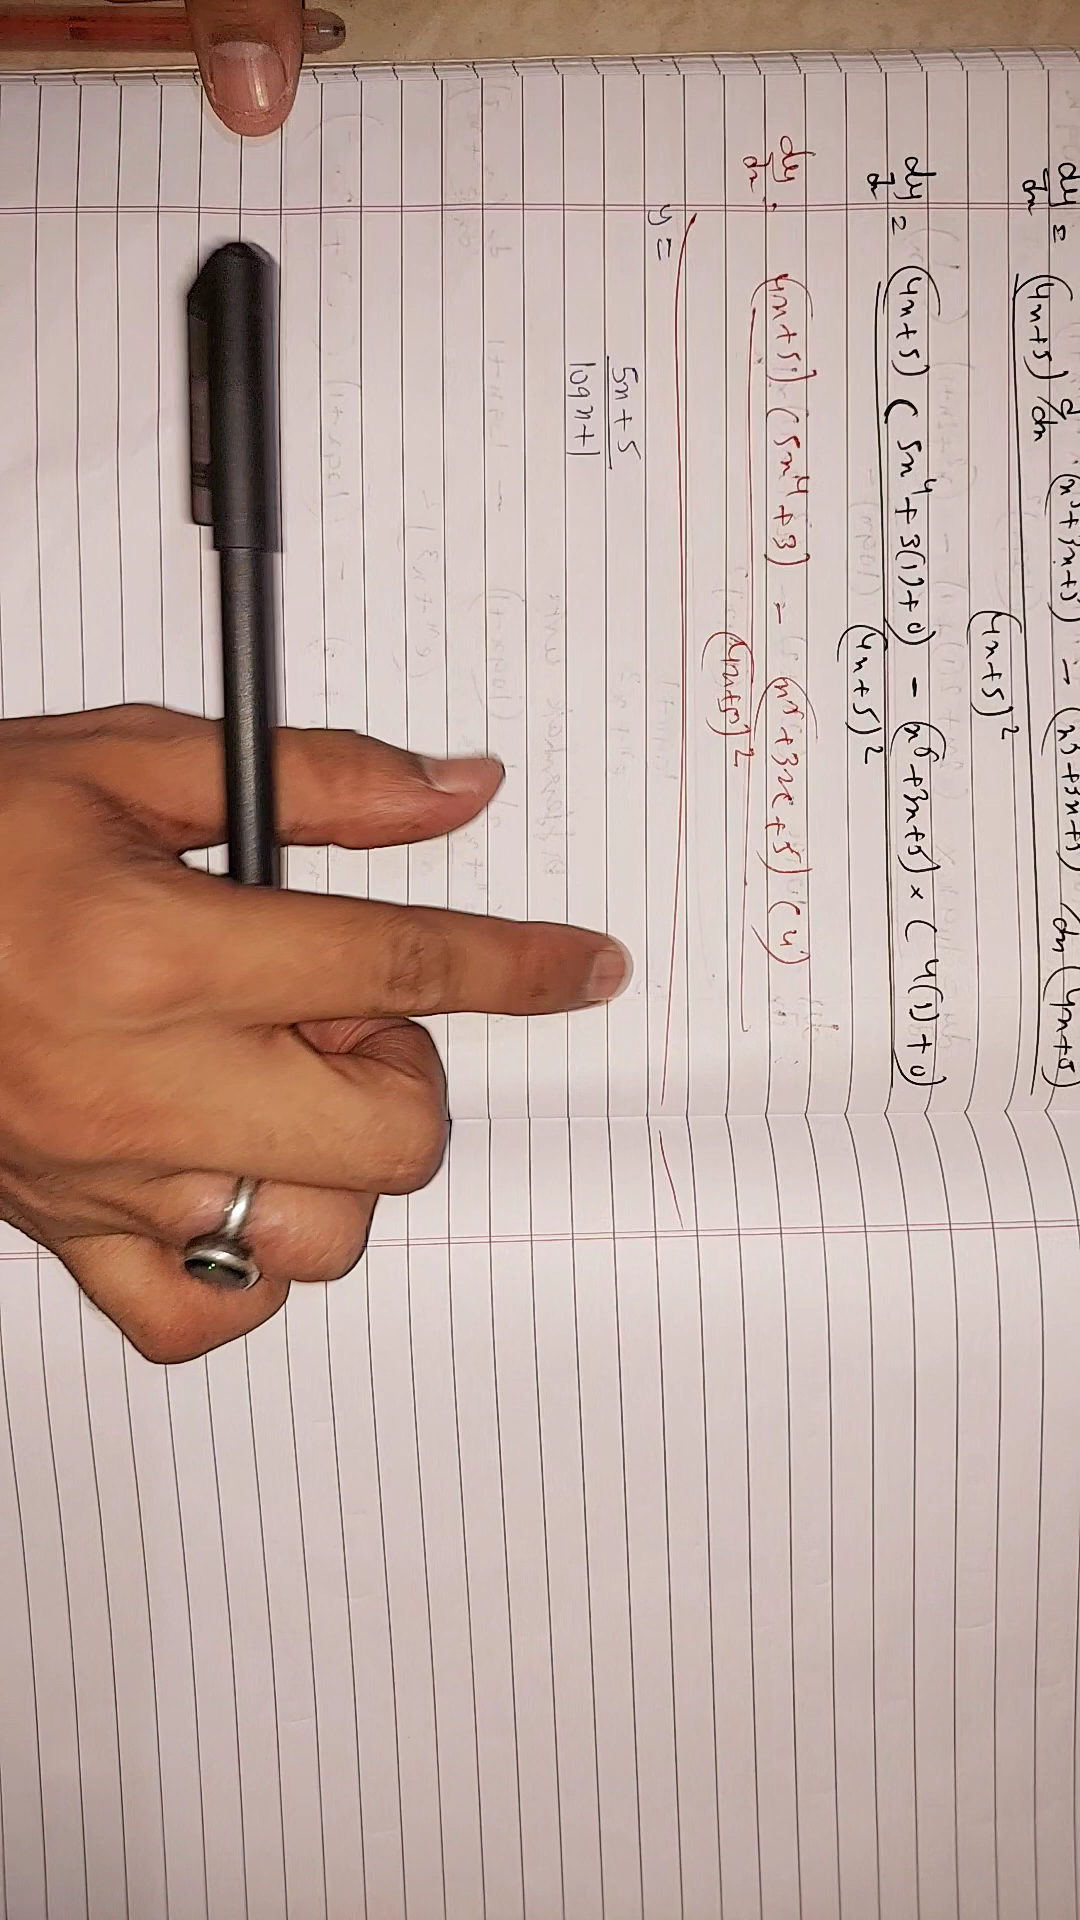 dy/dx = (4x+5) d/dx (x⁵+3x+5) - (x⁵+3x+5) d/dx (4x+5)
(4x+5)²
dy/dx = (4x+5) (5x⁴+3(1)+0) - (x⁵+3x+5) × (4(1)+0)
(4x+5)²
dy/dx = (4x+5) (5x⁴+3) - (x⁵+3x+5) (4)
(4x+5)²
y =
5x+5
logx+1